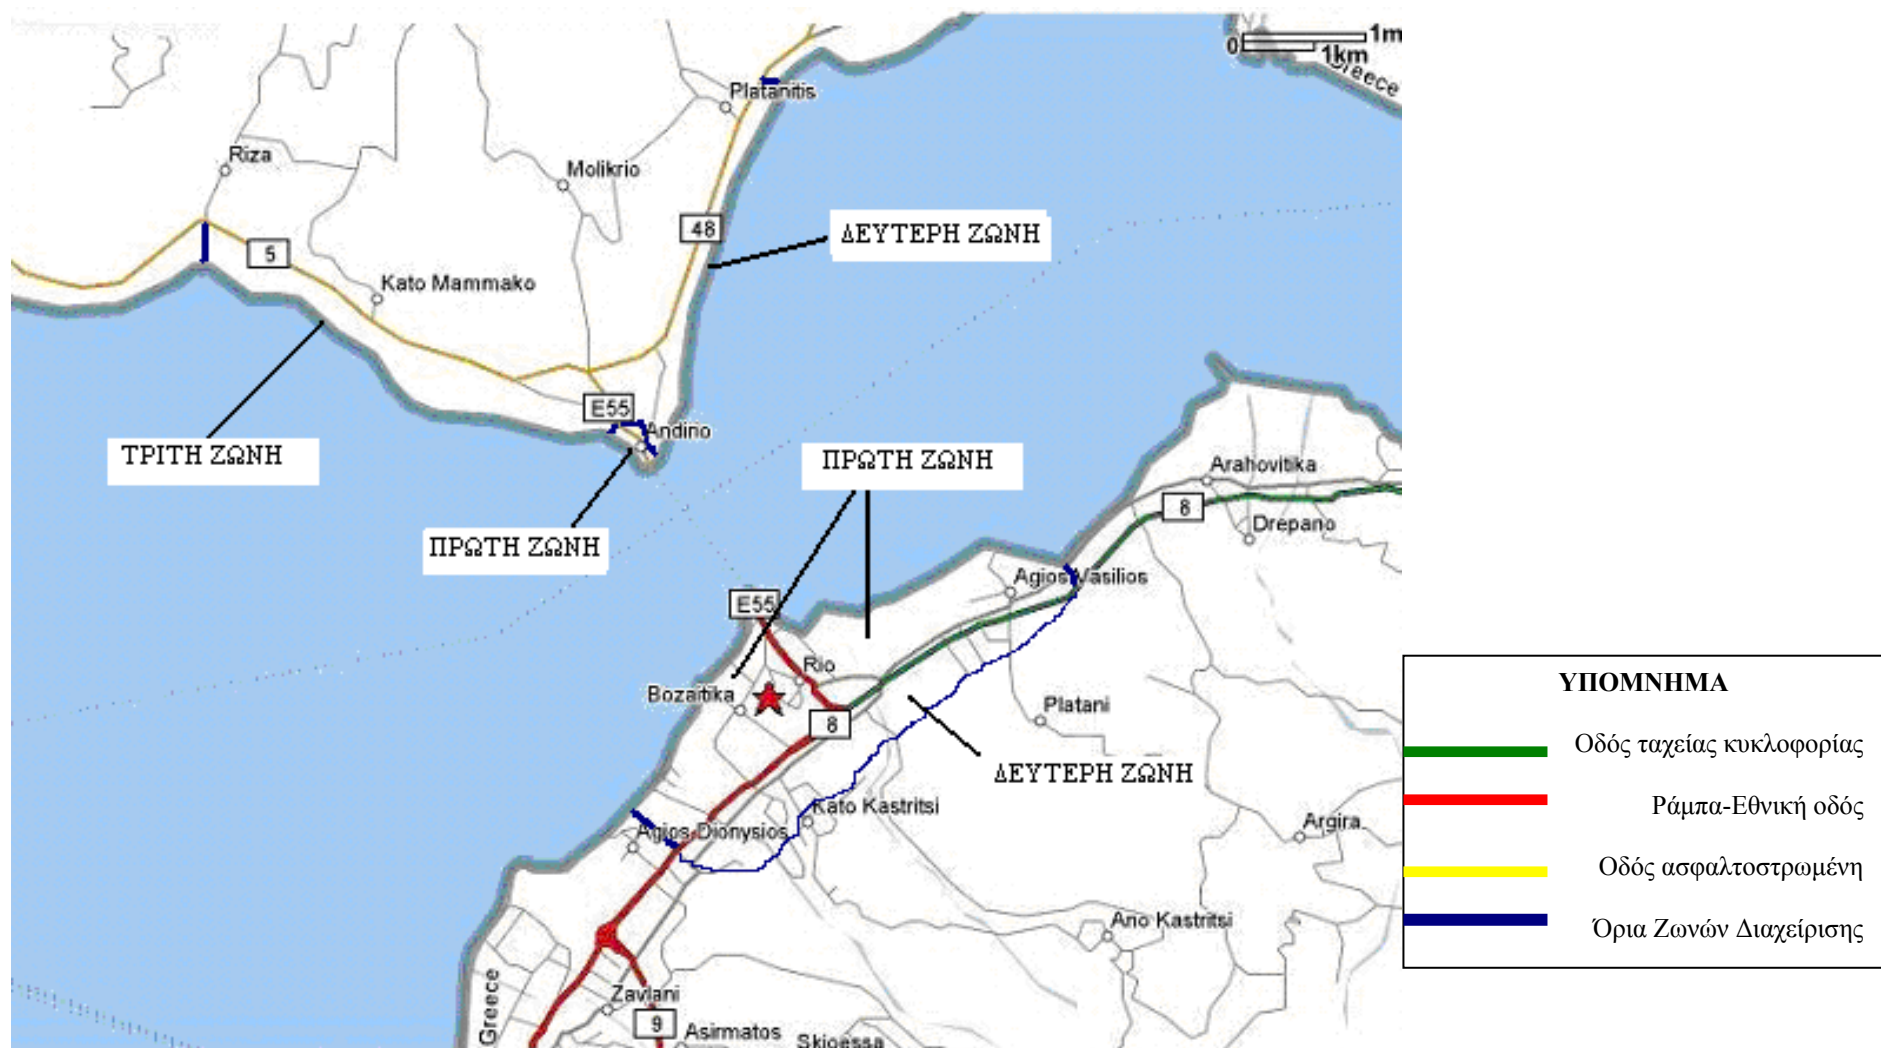 0
1m
1km
Greece
Platanitis
Riza
Molikrio
48
ΔΕΥΤΕΡΗ ΖΩΝΗ
5
Kato Mammako
E55
Andirio
ΤΡΙΤΗ ΖΩΝΗ
ΠΡΩΤΗ ΖΩΝΗ
ΠΡΩΤΗ ΖΩΝΗ
Arahovitika
8
Drepano
Agios Vasilios
E55
Rio
Bozaitika
8
Platani
ΔΕΥΤΕΡΗ ΖΩΝΗ
Kato Kastritsi
Agios Dionysios
Argira
Ano Kastritsi
Greece
Zavlani
9
Asirmatos
Skioessa
ΥΠΟΜΝΗΜΑ
Οδός ταχείας κυκλοφορίας
Ράμπα-Εθνική οδός
Οδός ασφαλτοστρωμένη
Όρια Ζωνών Διαχείρισης